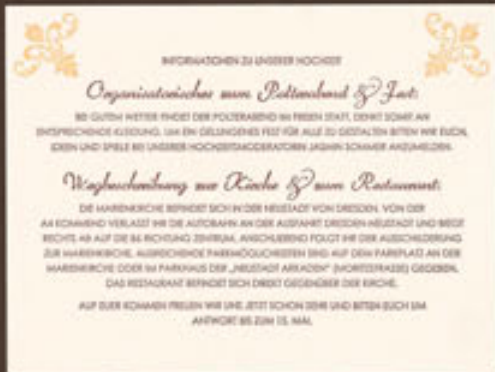 INFORMATIONEN ZU UNSERER HOCHZEIT
Organisatorisches zum Polterabend & Fest:
BEI GUTEM WETTER FINDET DER POLTERABEND IM FREIEN STATT, DENKT SOMIT AN
ENTSPRECHENDE KLEIDUNG. UM EIN GELUNGENES FEST FÜR ALLE ZU GESTALTEN BITTEN WIR EUCH,
IDEEN UND SPIELE BEI UNSERER HOCHZEITSMODERATORIN JASMIN SOMMER ANZUMELDEN.
Wegbeschreibung zur Kirche & zum Restaurant:
DIE MARIENKIRCHE BEFINDET SICH IN DER NEUSTADT VON DRESDEN. VON DER
A4 KOMMEND VERLASST IHR DIE AUTOBAHN AN DER AUSFAHRT DRESDEN-NEUSTADT UND BIEGT
RECHTS AB AUF DIE B6 RICHTUNG ZENTRUM. ANSCHLIEßEND FOLGT IHR DER AUSSCHILDERUNG
ZUR MARIENKIRCHE. AUSREICHENDE PARKMÖGLICHKEITEN SIND AUF DEM PARKPLATZ AN DER
MARIENKIRCHE ODER IM PARKHAUS DER „NEUSTADT ARKADEN" (MORITZSTRASSE) GEGEBEN.
DAS RESTAURANT BEFINDET SICH DIREKT GEGENÜBER DER KIRCHE.
AUF EUER KOMMEN FREUEN WIR UNS JETZT SCHON SEHR UND BITTEN EUCH UM
ANTWORT BIS ZUM 15. MAI.